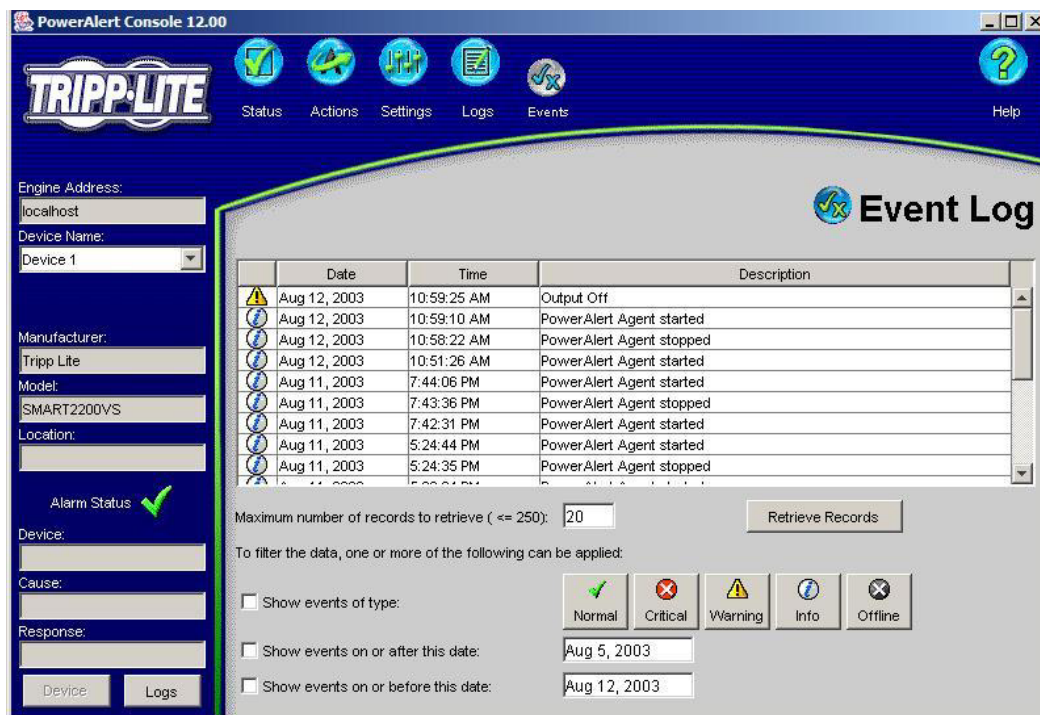 PowerAlert Console 12.00
TRIPP·LITE
Status Actions Settings Logs Events Help
Engine Address:
localhost
Device Name:
Device 1
Manufacturer:
Tripp Lite
Model:
SMART2200VS
Location:
Alarm Status
Device:
Cause:
Response:
Device Logs
Event Log
Date Time Description
Aug 12, 2003 10:59:25 AM Output Off
Aug 12, 2003 10:59:10 AM PowerAlert Agent started
Aug 12, 2003 10:58:22 AM PowerAlert Agent stopped
Aug 12, 2003 10:51:26 AM PowerAlert Agent started
Aug 11, 2003 7:44:06 PM PowerAlert Agent started
Aug 11, 2003 7:43:36 PM PowerAlert Agent stopped
Aug 11, 2003 7:42:31 PM PowerAlert Agent started
Aug 11, 2003 5:24:44 PM PowerAlert Agent started
Aug 11, 2003 5:24:35 PM PowerAlert Agent stopped
Maximum number of records to retrieve ( <= 250): 20 Retrieve Records
To filter the data, one or more of the following can be applied:
Show events of type: Normal Critical Warning Info Offline
Show events on or after this date: Aug 5, 2003
Show events on or before this date: Aug 12, 2003